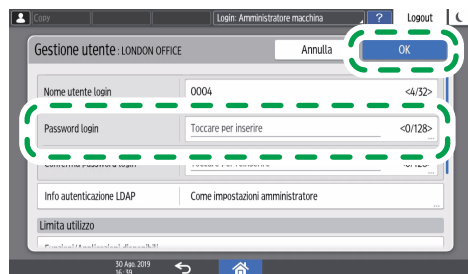 Copy Login: Amministratore macchina ? Logout
Gestione utente : LONDON OFFICE Annulla OK
Nome utente login 0004 <4/32>
Password login Toccare per inserire <0/128>
...
Info autenticazione LDAP Come impostazioni amministratore
...
Limita utilizzo
30 Ago. 2019
16:39